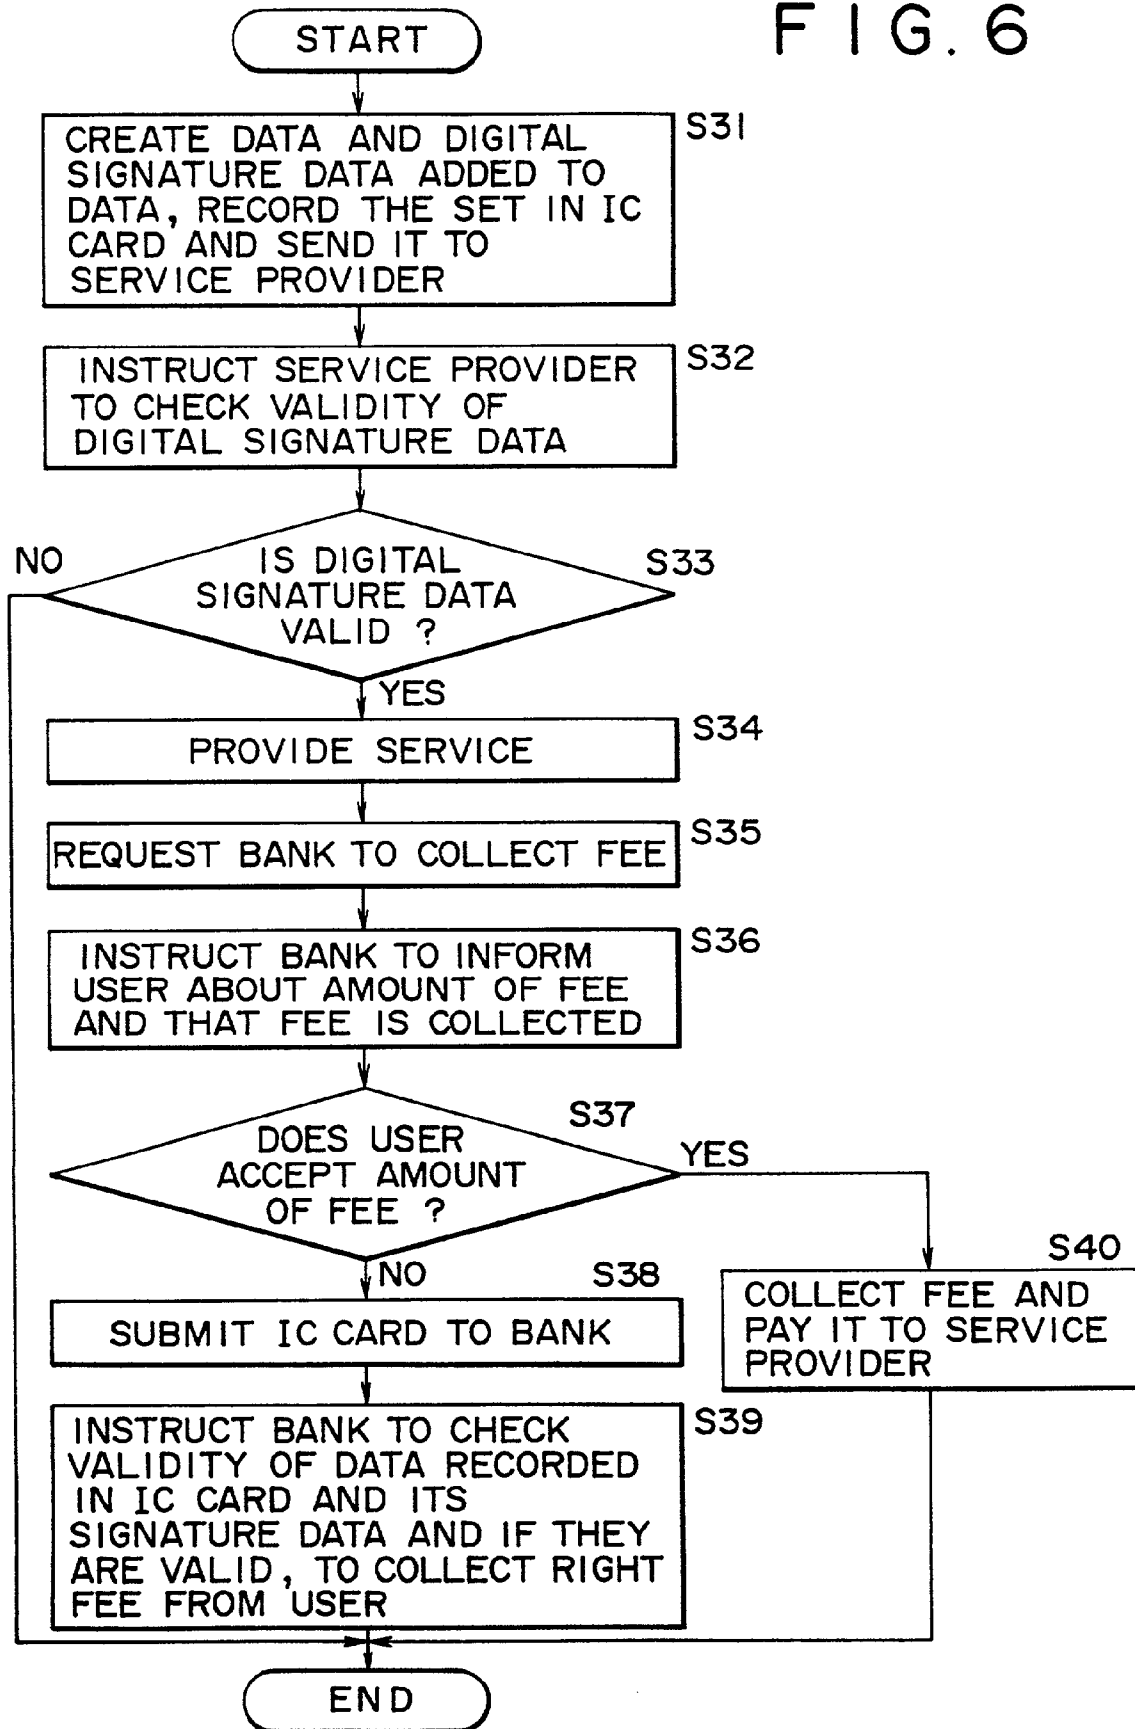 FIG. 6
START
S31
CREATE DATA AND DIGITAL
SIGNATURE DATA ADDED TO
DATA, RECORD THE SET IN IC
CARD AND SEND IT TO
SERVICE PROVIDER
S32
INSTRUCT SERVICE PROVIDER
TO CHECK VALIDITY OF
DIGITAL SIGNATURE DATA
NO
S33
IS DIGITAL
SIGNATURE DATA
VALID ?
YES
S34
PROVIDE SERVICE
S35
REQUEST BANK TO COLLECT FEE
S36
INSTRUCT BANK TO INFORM
USER ABOUT AMOUNT OF FEE
AND THAT FEE IS COLLECTED
S37
DOES USER
ACCEPT AMOUNT
OF FEE ?
YES
NO
S38
SUBMIT IC CARD TO BANK
S40
COLLECT FEE AND
PAY IT TO SERVICE
PROVIDER
S39
INSTRUCT BANK TO CHECK
VALIDITY OF DATA RECORDED
IN IC CARD AND ITS
SIGNATURE DATA AND IF THEY
ARE VALID, TO COLLECT RIGHT
FEE FROM USER
END